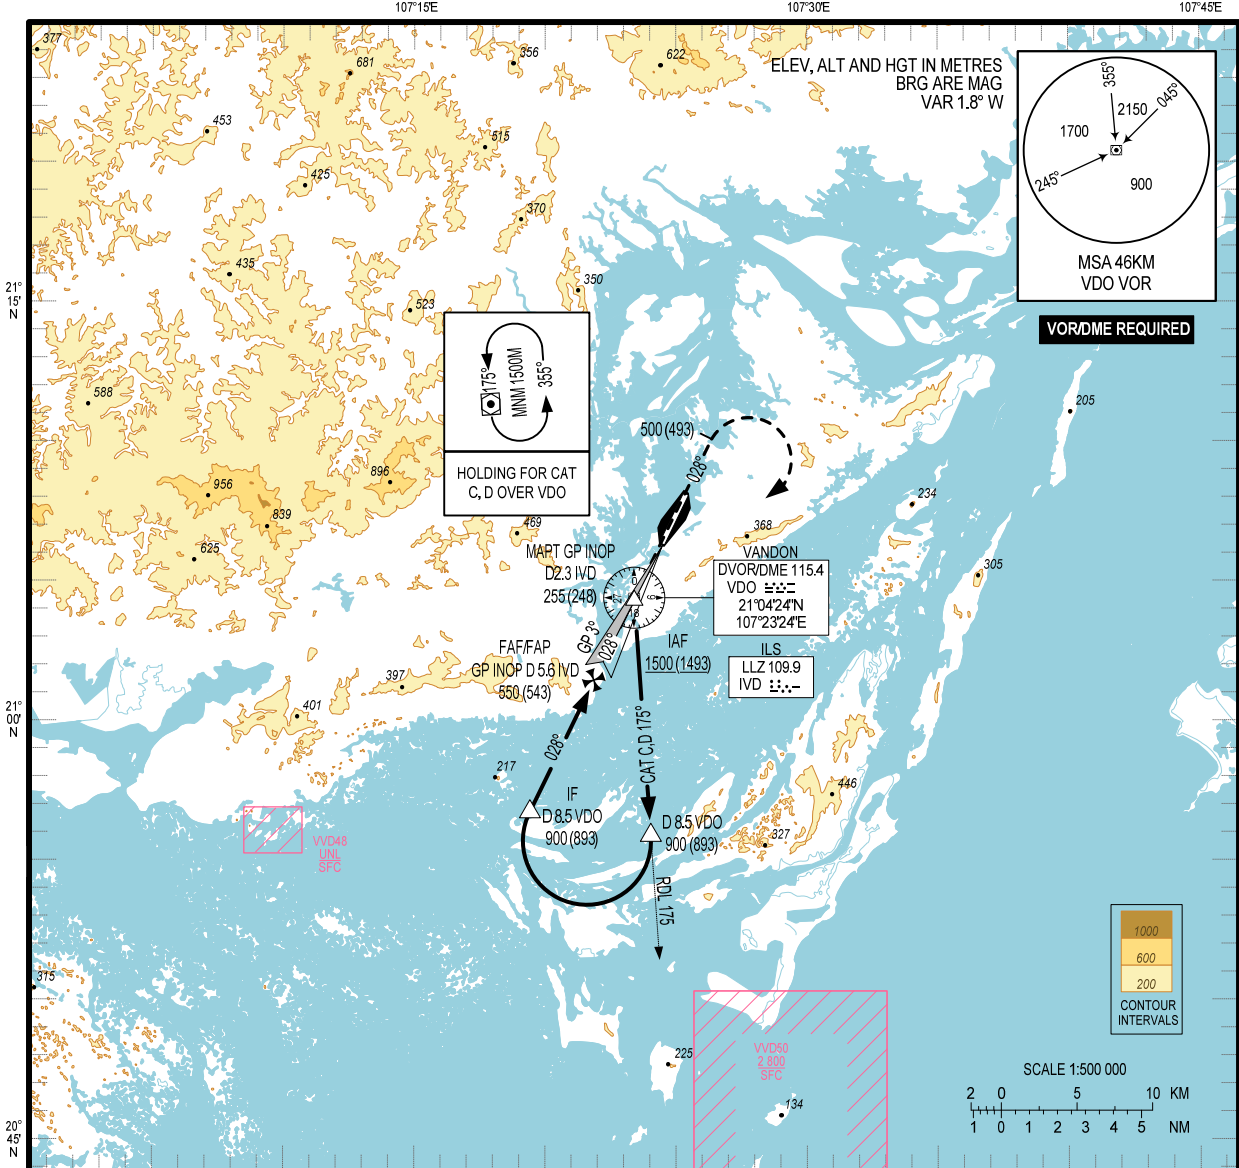 107°15'E
107°30'E
107°45'E
377
681
356
622
453
515
425
370
435
350
523
588
896
956
839
625
469
205
234
368
305
397
401
217
446
327
315
225
134
ELEV, ALT AND HGT IN METRES
BRG ARE MAG
VAR 1.8° W
355°
045°
2150
1700
245°
900
MSA 46KM
VDO VOR
VOR/DME REQUIRED
21°
15'
N
175°
MNM 1500M
355°
HOLDING FOR CAT
C, D OVER VDO
500 (493)
028°
MAPT GP INOP
D2.3 IVD
255 (248)
0
9
18
27
VANDON
DVOR/DME 115.4
VDO
21°04'24"N
107°23'24"E
ILS
LLZ 109.9
IVD
IAF
1500 (1493)
GP 3°
028°
FAF/FAP
GP INOP D 5.6 IVD
550 (543)
21°
00'
N
028°
CAT C,D 175°
IF
D 8.5 VDO
900 (893)
D 8.5 VDO
900 (893)
RDL 175
VVD48
UNL
SFC
VVD50
2 800
SFC
1000
600
200
CONTOUR
INTERVALS
SCALE 1:500 000
2 0 5 10 KM
1 0 1 2 3 4 5 NM
20°
45'
N